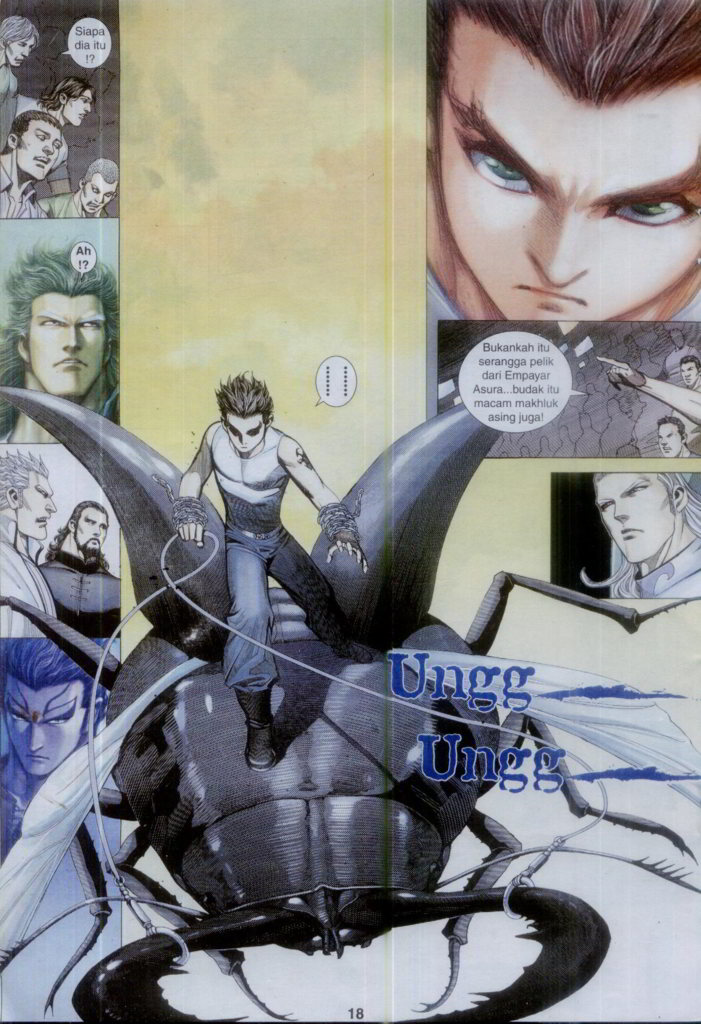 Siapa
dia itu
!?
Ah
!?
Bukankah itu
serangga pelik
dari Empayar
Asura...budak itu
macam makhluk
asing juga!
Ungg
Ungg
18